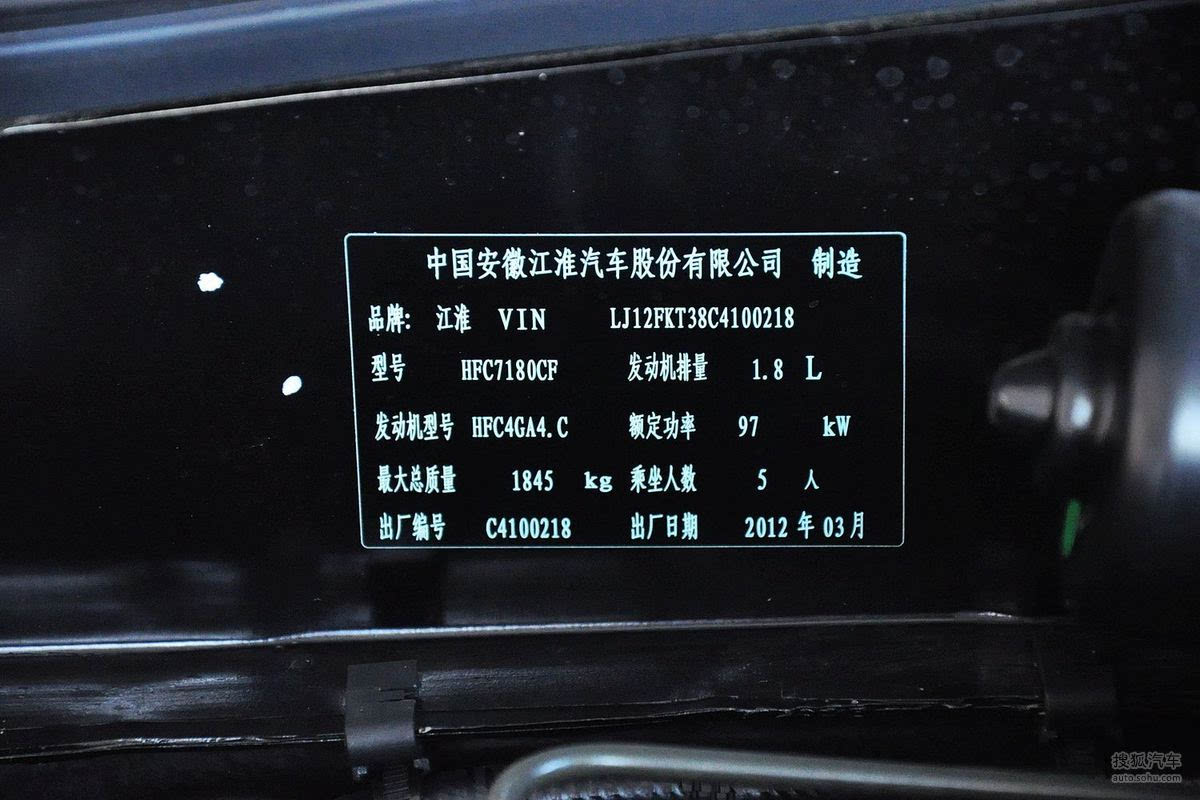 中国安徽江淮汽车股份有限公司 制造
品牌: 江淮 VIN LJ12FKT38C4100218
型号 HFC7180CF 发动机排量 1.8 L
发动机型号 HFC4GA4.C 额定功率 97 kW
最大总质量 1845 kg 乘坐人数 5 人
出厂编号 C4100218 出厂日期 2012 年 03 月
搜狐汽车
auto.sohu.com